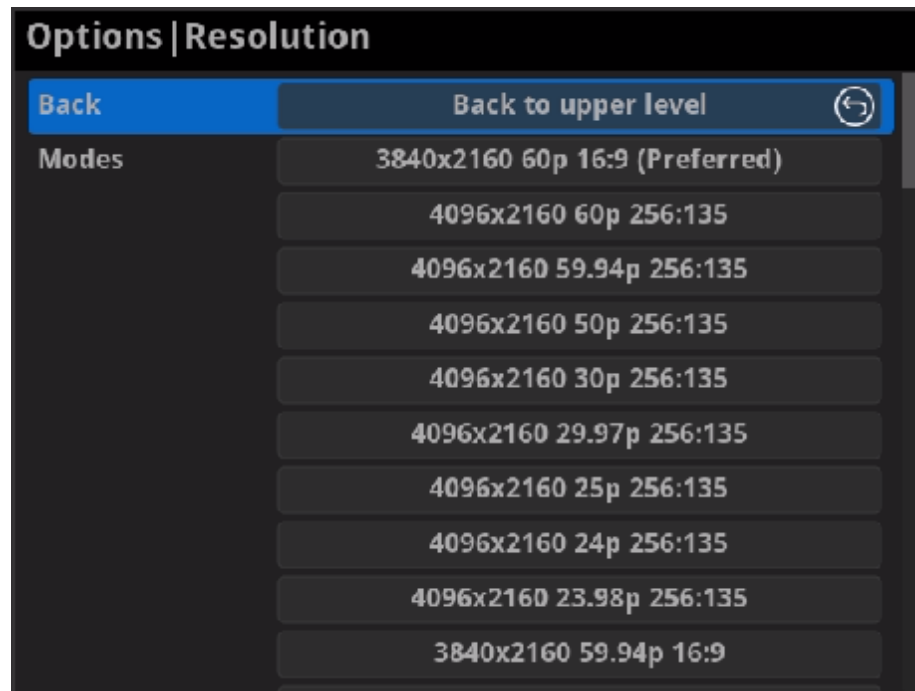 Options|Resolution
Back Back to upper level
Modes 3840x2160 60p 16:9 (Preferred)
4096x2160 60p 256:135
4096x2160 59.94p 256:135
4096x2160 50p 256:135
4096x2160 30p 256:135
4096x2160 29.97p 256:135
4096x2160 25p 256:135
4096x2160 24p 256:135
4096x2160 23.98p 256:135
3840x2160 59.94p 16:9